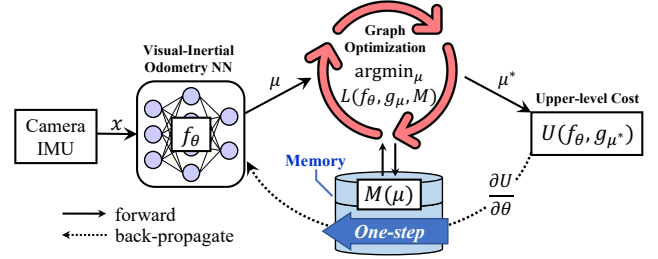 Camera
IMU
x
Visual-Inertial
Odometry NN
f_θ
μ
Graph
Optimization
argmin_μ
L(f_θ, g_μ, M)
μ*
Upper-level Cost
U(f_θ, g_μ*)
Memory
M(μ)
One-step
∂U
∂θ
forward
back-propagate